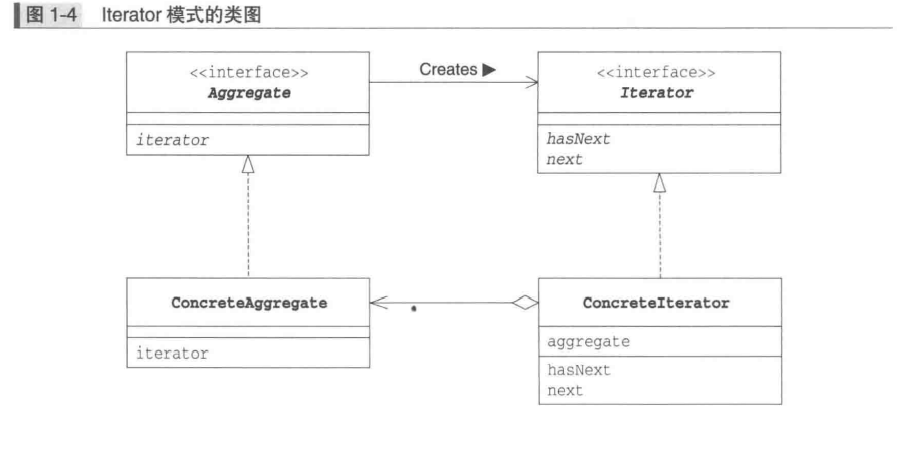 图 1-4 Iterator 模式的类图
<<interface>>
Aggregate
iterator
Creates ▶
<<interface>>
Iterator
hasNext
next
ConcreteAggregate
iterator
ConcreteIterator
aggregate
hasNext
next